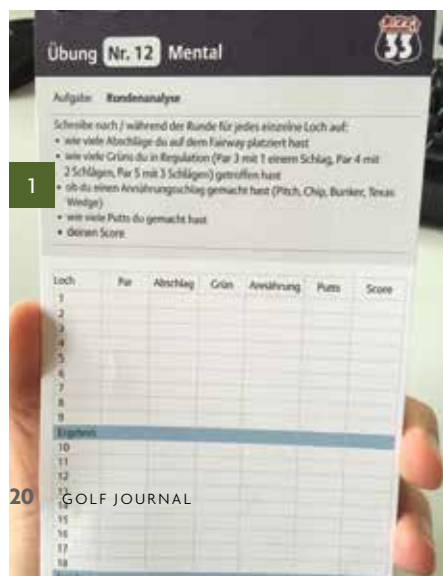 Übung Nr. 12 Mental
33
Aufgabe Rundenanalyse
Schreibe nach / während der Runde für jedes einzelne Loch auf:
• wie viele Abschläge du auf dem Fairway platziert hast
• wie viele Grüns du in Regulation (Par 3 mit 1 einem Schlag, Par 4 mit
2 Schlägen, Par 5 mit 3 Schlägen) getroffen hast
• ob du einen Annährungsschlag gemacht hast (Pitch, Chip, Bunker, Texas
Wedge)
• wie viele Putts du gemacht hast
• deinen Score
1
Loch Par Abschlag Grün Annährung Putts Score
1
2
3
4
5
6
7
8
9
Ergebnis
10
11
12
20 GOLF JOURNAL
15
16
17
18